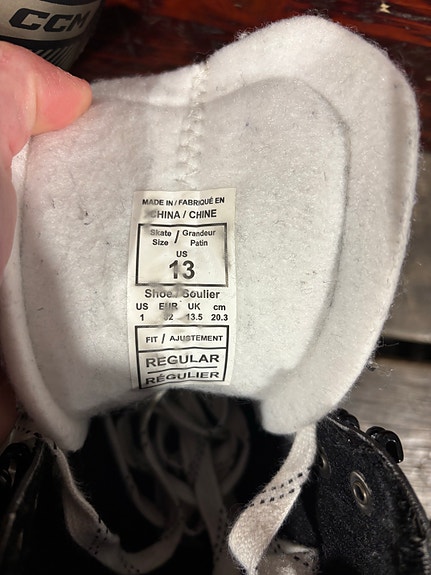 CCM
MADE IN / FABRIQUÉ EN
CHINA / CHINE
Skate / Grandeur
Size / Patin
US
13
Shoe / Soulier
US EUR UK cm
1 32 13.5 20.3
FIT / AJUSTEMENT
REGULAR
RÉGULIER